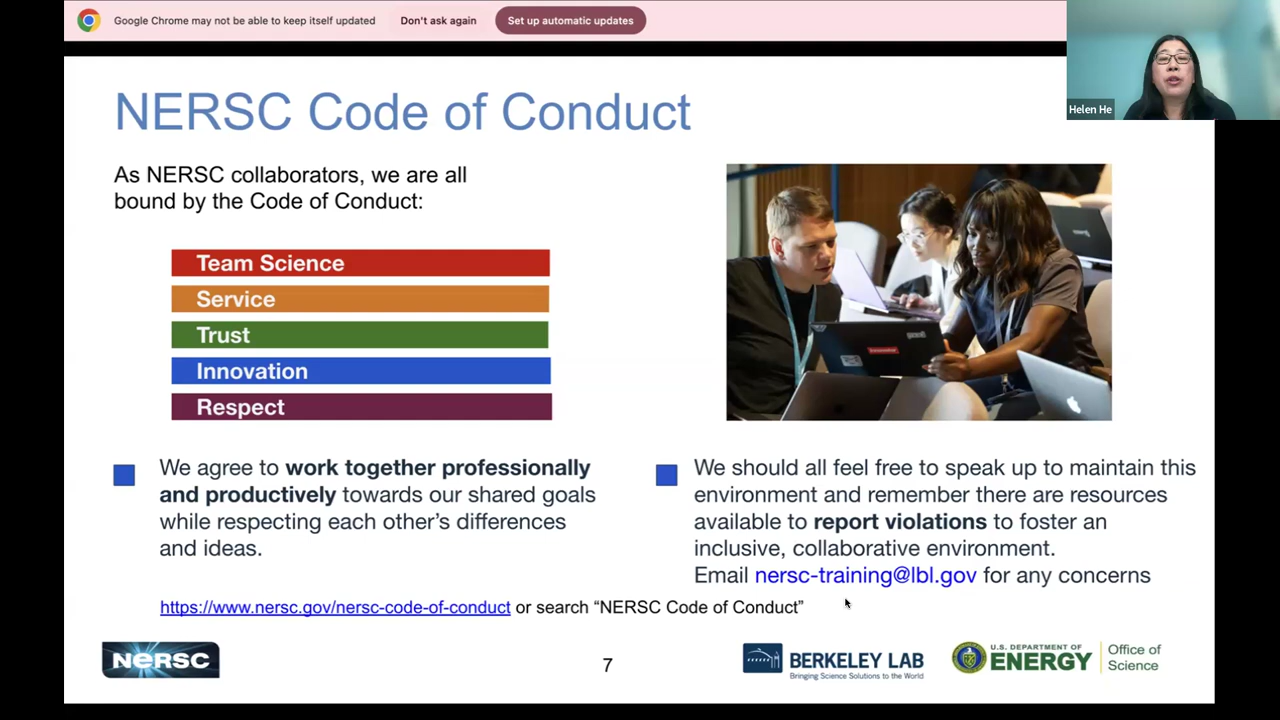 Google Chrome may not be able to keep itself updated
Don't ask again
Set up automatic updates
Helen He
NERSC Code of Conduct
As NERSC collaborators, we are all
bound by the Code of Conduct:
Team Science
Service
Trust
Innovation
Respect
We agree to work together professionally
and productively towards our shared goals
while respecting each other's differences
and ideas.
We should all feel free to speak up to maintain this
environment and remember there are resources
available to report violations to foster an
inclusive, collaborative environment.
Email nersc-training@lbl.gov for any concerns
https://www.nersc.gov/nersc-code-of-conduct or search “NERSC Code of Conduct”
NERSC
7
BERKELEY LAB
Bringing Science Solutions to the World
U.S. DEPARTMENT OF
ENERGY
Office of
Science